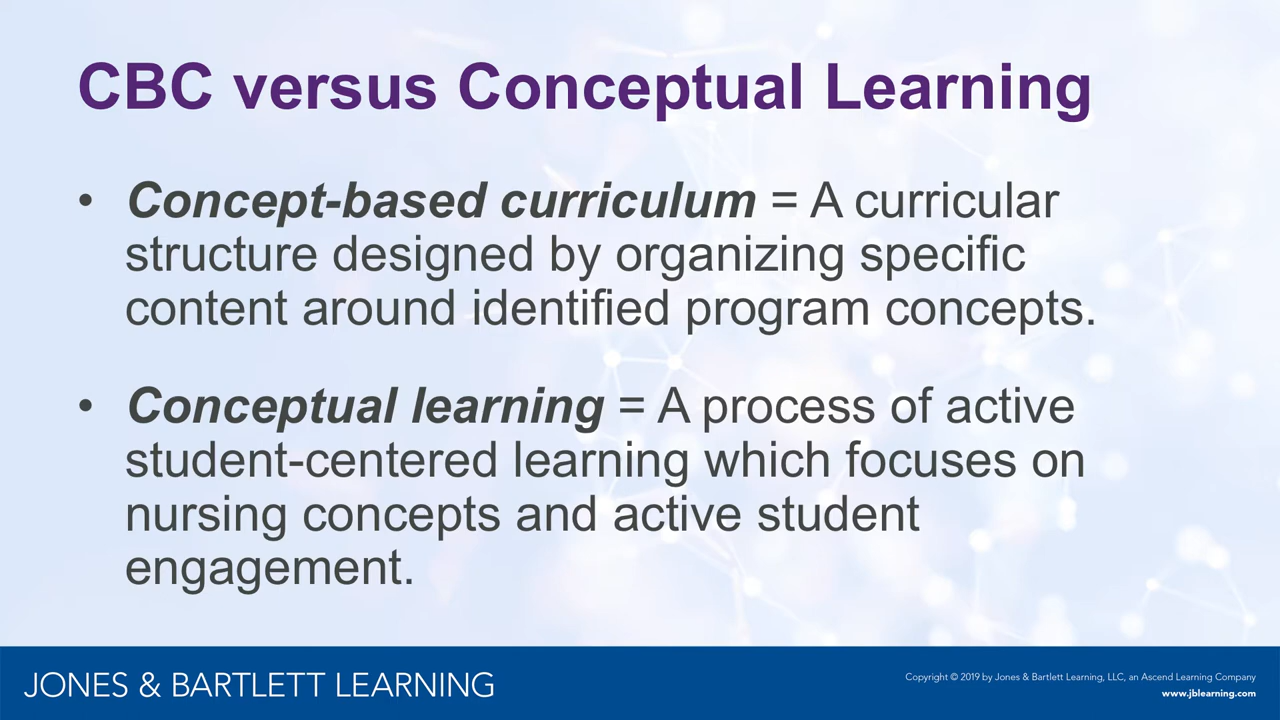 CBC versus Conceptual Learning
• Concept-based curriculum = A curricular
structure designed by organizing specific
content around identified program concepts.
• Conceptual learning = A process of active
student-centered learning which focuses on
nursing concepts and active student
engagement.
JONES & BARTLETT LEARNING
Copyright © 2019 by Jones & Bartlett Learning, LLC, an Ascend Learning Company
www.jblearning.com